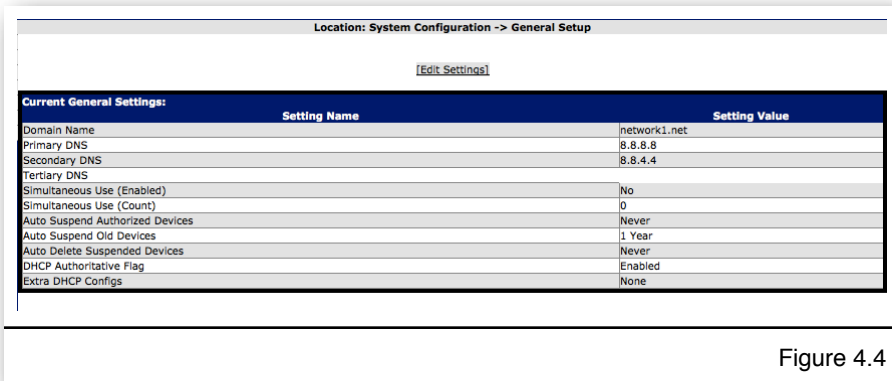 Location: System Configuration -> General Setup
[Edit Settings]
Current General Settings:
Setting Name Setting Value
Domain Name network1.net
Primary DNS 8.8.8.8
Secondary DNS 8.8.4.4
Tertiary DNS
Simultaneous Use (Enabled) No
Simultaneous Use (Count) 0
Auto Suspend Authorized Devices Never
Auto Suspend Old Devices 1 Year
Auto Delete Suspended Devices Never
DHCP Authoritative Flag Enabled
Extra DHCP Configs None
Figure 4.4